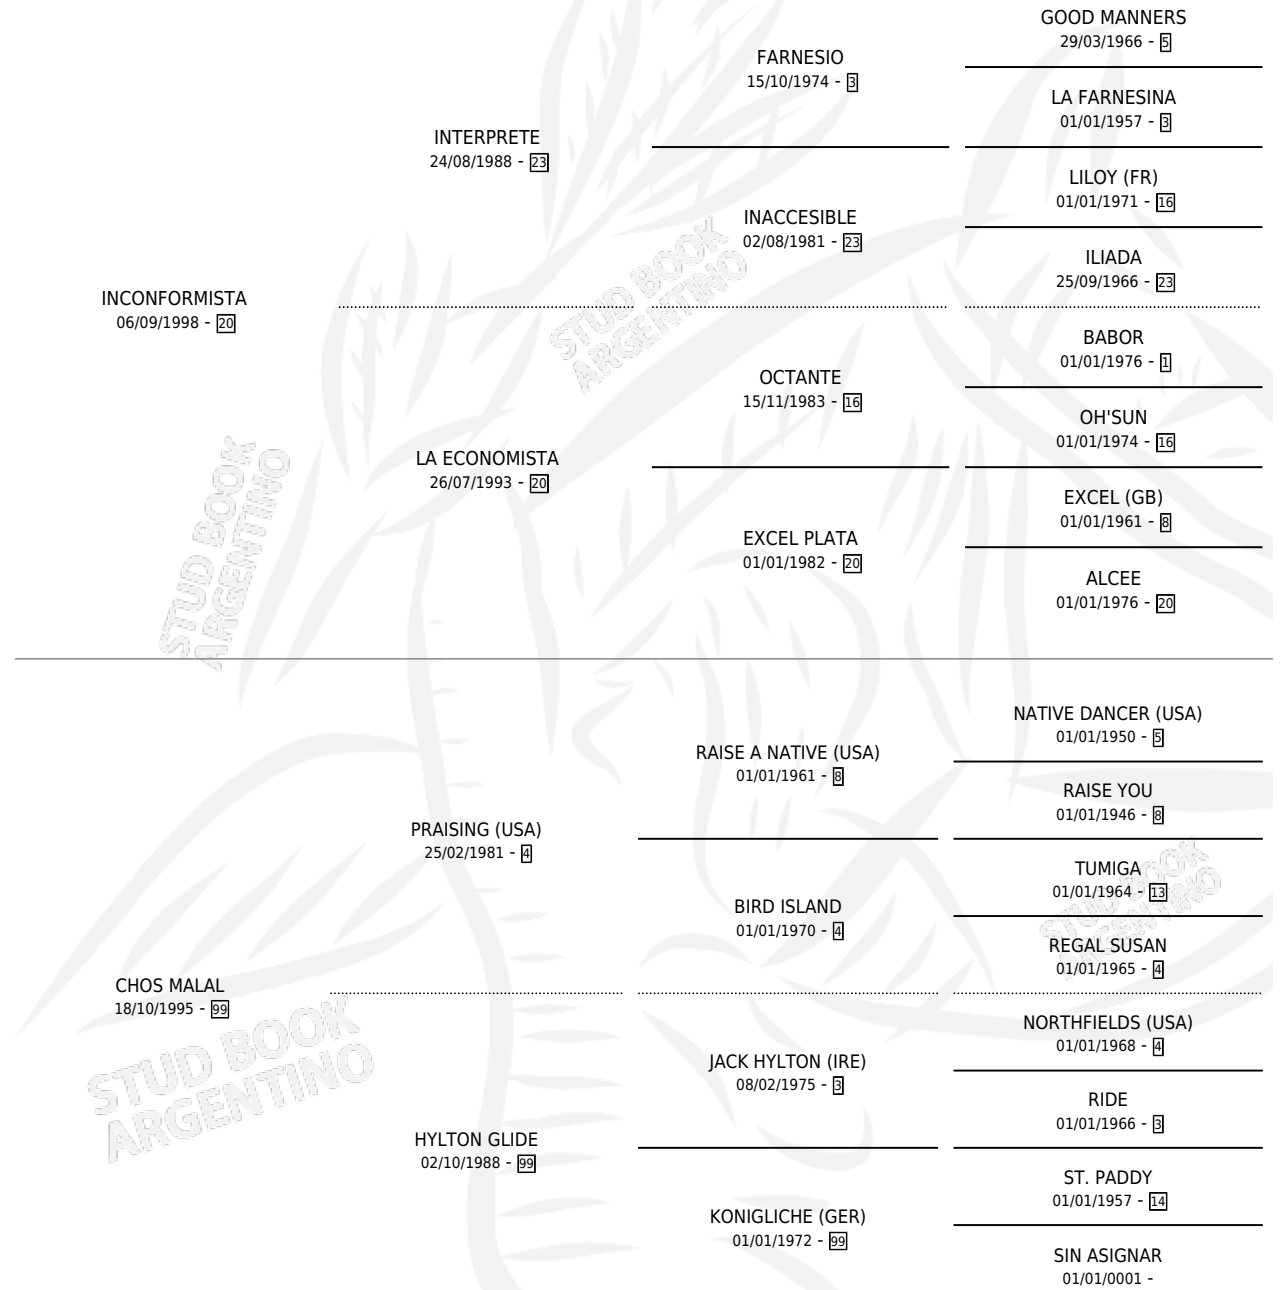 GOOD MANNERS
29/03/1966 - 5
FARNESIO
15/10/1974 - 3
LA FARNESINA
01/01/1957 - 3
INTERPRETE
24/08/1988 - 23
LILOY (FR)
01/01/1971 - 16
INACCESIBLE
02/08/1981 - 23
ILIADA
25/09/1966 - 23
INCONFORMISTA
06/09/1998 - 20
BABOR
01/01/1976 - 1
OCTANTE
15/11/1983 - 16
OH'SUN
01/01/1974 - 16
LA ECONOMISTA
26/07/1993 - 20
EXCEL (GB)
01/01/1961 - 8
EXCEL PLATA
01/01/1982 - 20
ALCEE
01/01/1976 - 20
NATIVE DANCER (USA)
01/01/1950 - 5
RAISE A NATIVE (USA)
01/01/1961 - 8
RAISE YOU
01/01/1946 - 8
PRAISING (USA)
25/02/1981 - 4
TUMIGA
01/01/1964 - 13
BIRD ISLAND
01/01/1970 - 4
REGAL SUSAN
01/01/1965 - 4
CHOS MALAL
18/10/1995 - 99
NORTHFIELDS (USA)
01/01/1968 - 4
JACK HYLTON (IRE)
08/02/1975 - 3
RIDE
01/01/1966 - 3
HYLTON GLIDE
02/10/1988 - 99
ST. PADDY
01/01/1957 - 14
KONIGLICHE (GER)
01/01/1972 - 99
SIN ASIGNAR
01/01/0001 -
STUD BOOK
ARGENTINO
STUD BOOK
ARGENTINO
STUD BOOK
ARGENTINO
STUD BOOK
ARGENTINO